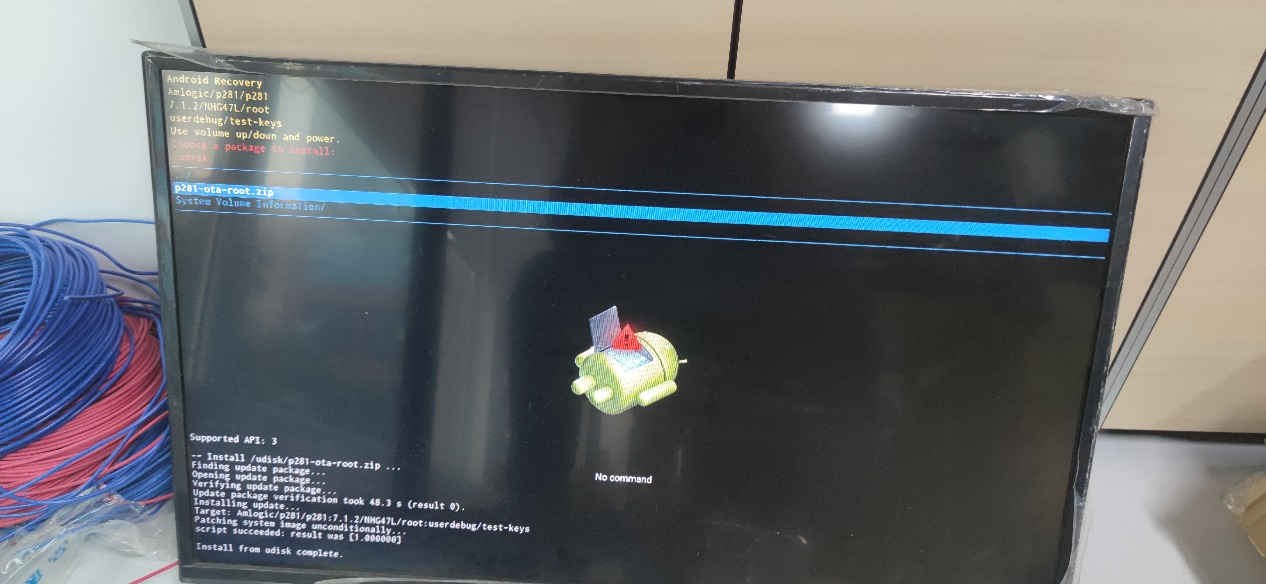 Android Recovery
Amlogic/p281/p281
7.1.2/NHG47L/root
userdebug/test-keys
Use volume up/down and power.
Choose a package to install:
/udisk
../
p281-ota-root.zip
System Volume Information/
No command
Supported API: 3
-- Install /udisk/p281-ota-root.zip ...
Finding update package...
Opening update package...
Verifying update package...
Update package verification took 48.3 s (result 0).
Installing update...
Target: Amlogic/p281/p281:7.1.2/NHG47L/root:userdebug/test-keys
Patching system image unconditionally...
script succeeded: result was [1.000000]
Install from udisk complete.